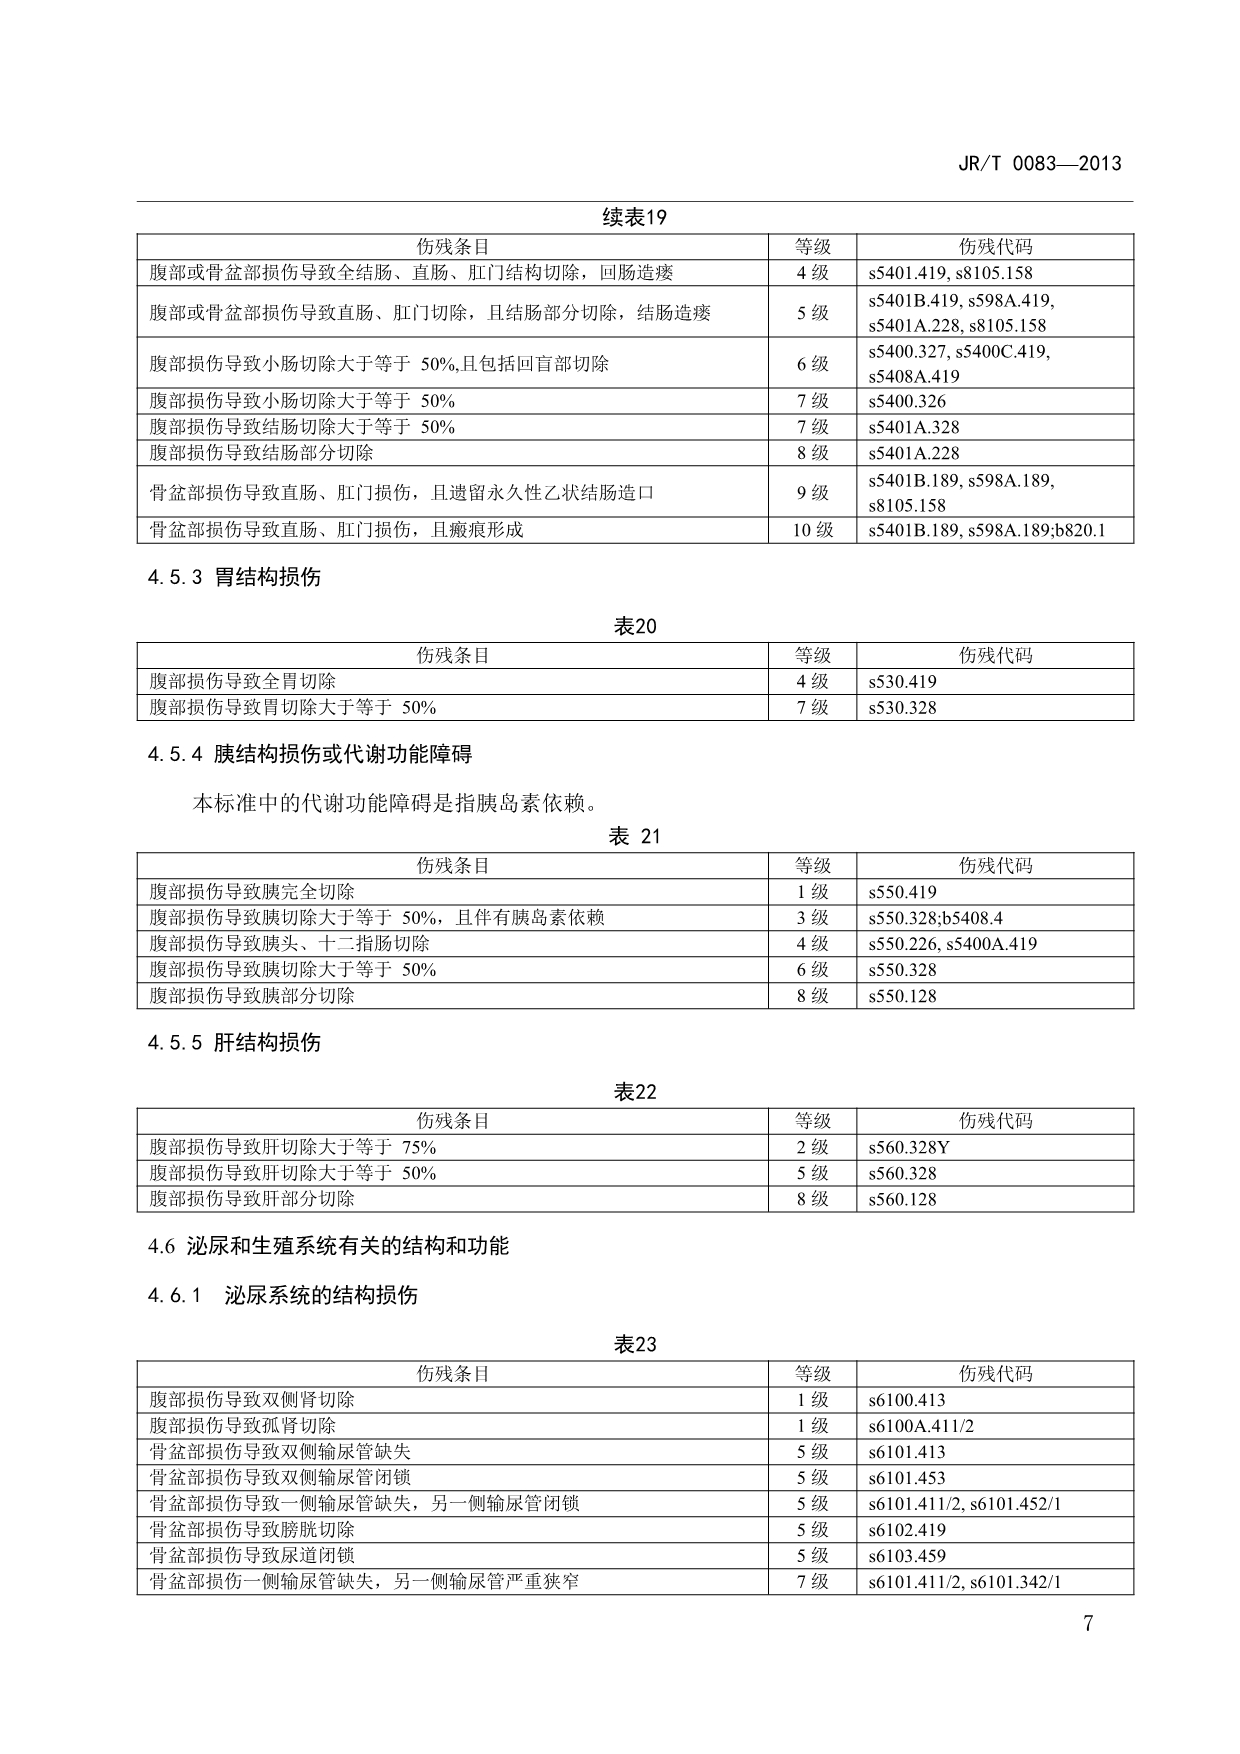 JR/T 0083—2013
续表19
伤残条目 等级 伤残代码
腹部或骨盆部损伤导致全结肠、直肠、肛门结构切除，回肠造瘘 4 级 s5401.419, s8105.158
腹部或骨盆部损伤导致直肠、肛门切除，且结肠部分切除，结肠造瘘 5 级 s5401B.419, s598A.419,
s5401A.228, s8105.158
腹部损伤导致小肠切除大于等于 50%,且包括回盲部切除 6 级 s5400.327, s5400C.419,
s5408A.419
腹部损伤导致小肠切除大于等于 50% 7 级 s5400.326
腹部损伤导致结肠切除大于等于 50% 7 级 s5401A.328
腹部损伤导致结肠部分切除 8 级 s5401A.228
骨盆部损伤导致直肠、肛门损伤，且遗留永久性乙状结肠造口 9 级 s5401B.189, s598A.189,
s8105.158
骨盆部损伤导致直肠、肛门损伤，且瘢痕形成 10 级 s5401B.189, s598A.189;b820.1
4.5.3 胃结构损伤
表20
伤残条目 等级 伤残代码
腹部损伤导致全胃切除 4 级 s530.419
腹部损伤导致胃切除大于等于 50% 7 级 s530.328
4.5.4 胰结构损伤或代谢功能障碍
本标准中的代谢功能障碍是指胰岛素依赖。
表 21
伤残条目 等级 伤残代码
腹部损伤导致胰完全切除 1 级 s550.419
腹部损伤导致胰切除大于等于 50%，且伴有胰岛素依赖 3 级 s550.328;b5408.4
腹部损伤导致胰头、十二指肠切除 4 级 s550.226, s5400A.419
腹部损伤导致胰切除大于等于 50% 6 级 s550.328
腹部损伤导致胰部分切除 8 级 s550.128
4.5.5 肝结构损伤
表22
伤残条目 等级 伤残代码
腹部损伤导致肝切除大于等于 75% 2 级 s560.328Y
腹部损伤导致肝切除大于等于 50% 5 级 s560.328
腹部损伤导致肝部分切除 8 级 s560.128
4.6 泌尿和生殖系统有关的结构和功能
4.6.1 泌尿系统的结构损伤
表23
伤残条目 等级 伤残代码
腹部损伤导致双侧肾切除 1 级 s6100.413
腹部损伤导致孤肾切除 1 级 s6100A.411/2
骨盆部损伤导致双侧输尿管缺失 5 级 s6101.413
骨盆部损伤导致双侧输尿管闭锁 5 级 s6101.453
骨盆部损伤导致一侧输尿管缺失，另一侧输尿管闭锁 5 级 s6101.411/2, s6101.452/1
骨盆部损伤导致膀胱切除 5 级 s6102.419
骨盆部损伤导致尿道闭锁 5 级 s6103.459
骨盆部损伤一侧输尿管缺失，另一侧输尿管严重狭窄 7 级 s6101.411/2, s6101.342/1
7